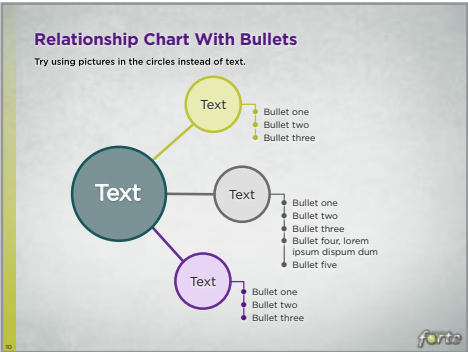 Relationship Chart With Bullets
Try using pictures in the circles instead of text.
Text
Bullet one
Bullet two
Bullet three
Text
Text
Bullet one
Bullet two
Bullet three
Bullet four, lorem
ipsum dispum dum
Bullet five
Text
Bullet one
Bullet two
Bullet three
forte
10